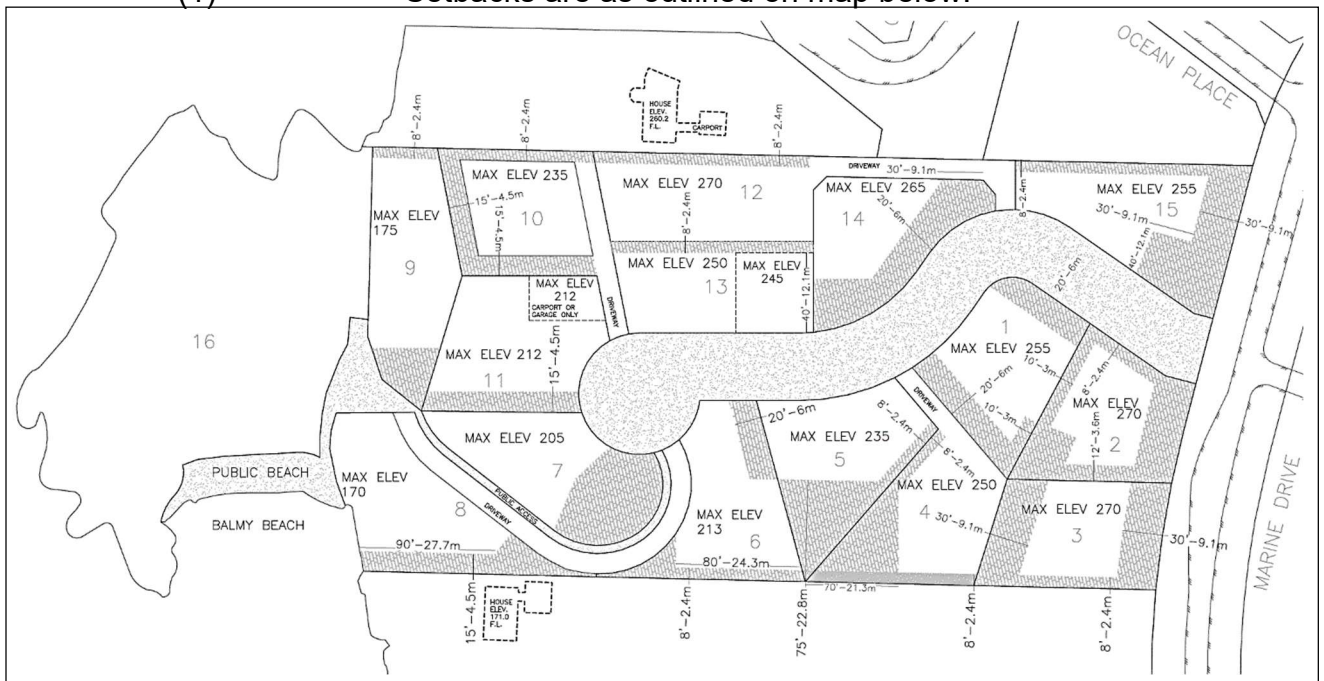 OCEAN PLACE
HOUSE
ELEV.
260.2
F.L.
CARPORT
8'-2.4m
8'-2.4m
8'-2.4m
DRIVEWAY 30'-9.1m
MAX ELEV 235
10
15'-4.5m
15'-4.5m
MAX ELEV
175
9
MAX ELEV 270
12
8'-2.4m
MAX ELEV 265
14
20'-6m
8'-2.4m
MAX ELEV 255
15
30'-9.1m
30'-9.1m
40'-12.1m
20'-6m
MAX ELEV 250
13
MAX ELEV
245
40'-12.1m
MAX ELEV
212
CARPORT OR
GARAGE ONLY
DRIVEWAY
MAX ELEV 212
11
15'-4.5m
16
1
MAX ELEV 255
10'-3m
20'-6m
10'-3m
8'-2.4m
MAX ELEV
270
2
12'-3.6m
DRIVEWAY
MAX ELEV 205
7
PUBLIC ACCESS
DRIVEWAY
20'-6m
MAX ELEV 235
5
8'-2.4m
8'-2.4m
MAX ELEV 250
4
30'-9.1m
MAX ELEV 270
3
30'-9.1m
MARINE DRIVE
PUBLIC BEACH
BALMY BEACH
MAX ELEV
170
8
90'-27.7m
MAX ELEV
213
6
80'-24.3m
70'-21.3m
HOUSE
ELEV.
171.0
F.L.
15'-4.5m
8'-2.4m
75'-22.8m
8'-2.4m
8'-2.4m